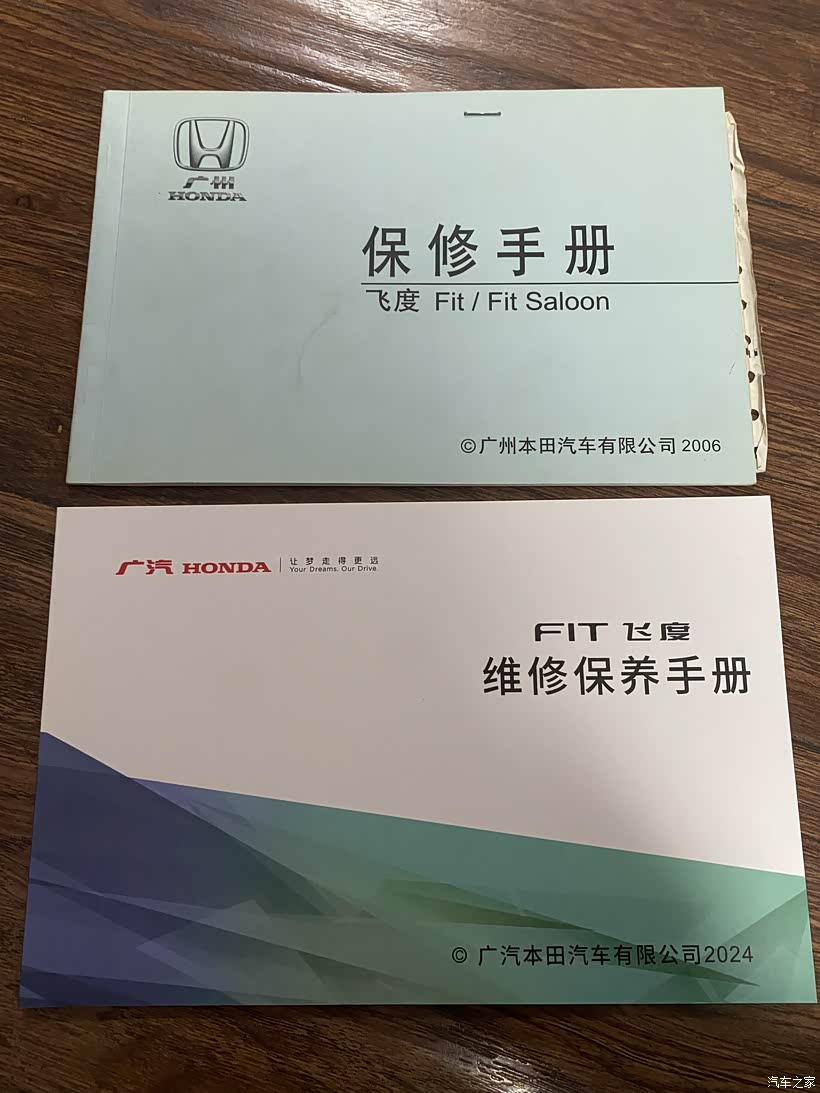 广州
HONDA
保修手册
飞度 Fit / Fit Saloon
©广州本田汽车有限公司 2006
广汽 HONDA
让梦走得更远
Your Dreams. Our Drive.
FIT 飞度
维修保养手册
© 广汽本田汽车有限公司2024
汽车之家